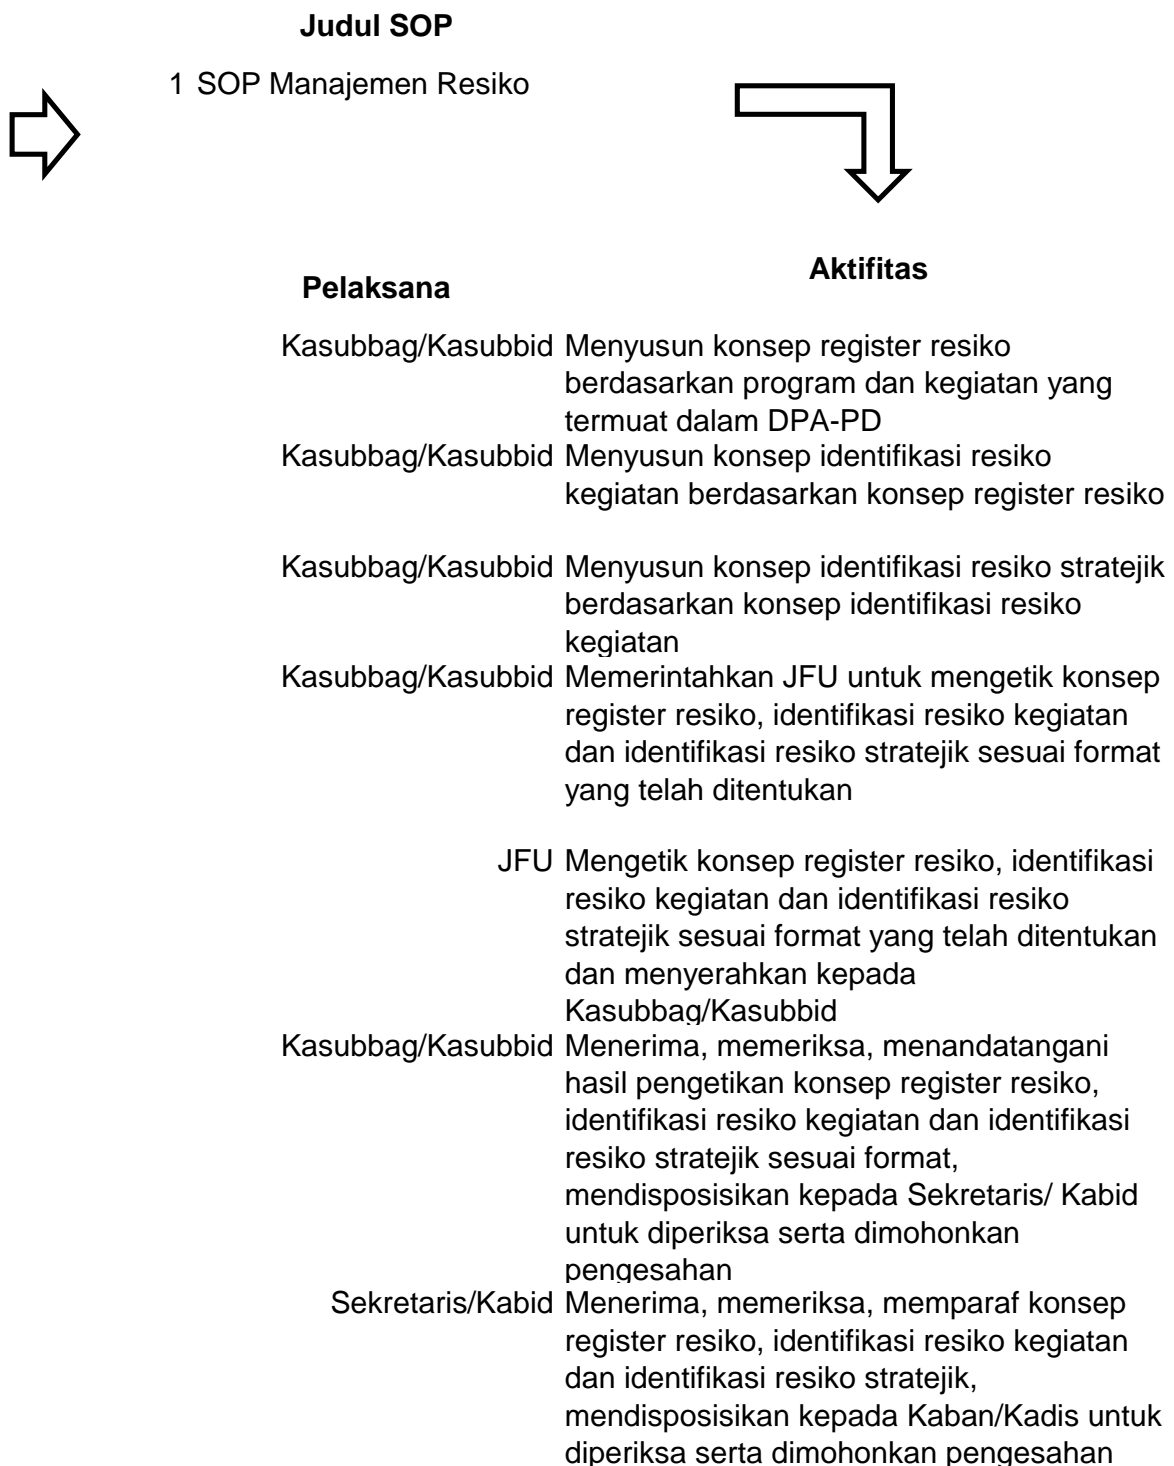 Judul SOP
1 SOP Manajemen Resiko
Aktifitas
Pelaksana
Kasubbag/Kasubbid Menyusun konsep register resiko
berdasarkan program dan kegiatan yang
termuat dalam DPA-PD
Kasubbag/Kasubbid Menyusun konsep identifikasi resiko
kegiatan berdasarkan konsep register resiko
Kasubbag/Kasubbid Menyusun konsep identifikasi resiko stratejik
berdasarkan konsep identifikasi resiko
kegiatan
Kasubbag/Kasubbid Memerintahkan JFU untuk mengetik konsep
register resiko, identifikasi resiko kegiatan
dan identifikasi resiko stratejik sesuai format
yang telah ditentukan
JFU Mengetik konsep register resiko, identifikasi
resiko kegiatan dan identifikasi resiko
stratejik sesuai format yang telah ditentukan
dan menyerahkan kepada
Kasubbag/Kasubbid
Kasubbag/Kasubbid Menerima, memeriksa, menandatangani
hasil pengetikan konsep register resiko,
identifikasi resiko kegiatan dan identifikasi
resiko stratejik sesuai format,
mendisposisikan kepada Sekretaris/ Kabid
untuk diperiksa serta dimohonkan
pengesahan
Sekretaris/Kabid Menerima, memeriksa, memparaf konsep
register resiko, identifikasi resiko kegiatan
dan identifikasi resiko stratejik,
mendisposisikan kepada Kaban/Kadis untuk
diperiksa serta dimohonkan pengesahan